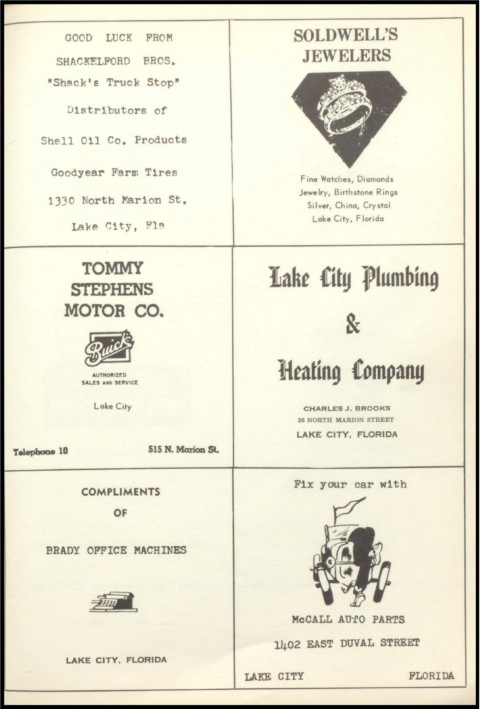 GOOD LUCK FROM
SHACKELFORD BROS.
"Shack's Truck Stop"
Distributors of
Shell Oil Co. Products
Goodyear Farm Tires
1330 North Marion St.
Lake City, Fla
SOLDWELL'S
JEWELERS
Fine Watches, Diamonds
Jewelry, Birthstone Rings
Silver, China, Crystal
Lake City, Florida
TOMMY
STEPHENS
MOTOR CO.
Buick
AUTHORIZED
SALES AND SERVICE
Lake City
Telephone 10 515 N. Marion St.
Lake City Plumbing
&
Heating Company
CHARLES J. BROOKS
26 NORTH MARION STREET
LAKE CITY, FLORIDA
COMPLIMENTS
OF
BRADY OFFICE MACHINES
LAKE CITY, FLORIDA
Fix your car with
McCALL AUTO PARTS
1402 EAST DUVAL STREET
LAKE CITY FLORIDA